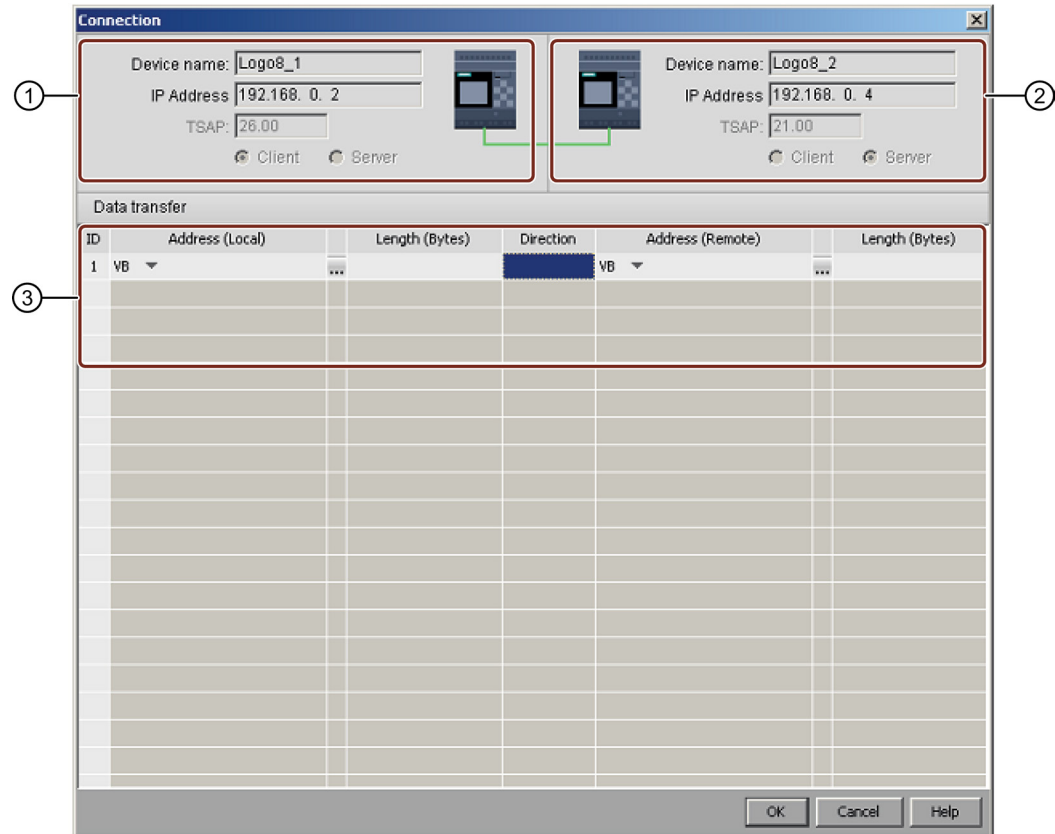 Connection
Device name: Logo8_1
IP Address 192.168. 0. 2
TSAP: 26.00
Client Server
1
Device name: Logo8_2
IP Address 192.168. 0. 4
TSAP: 21.00
Client Server
2
Data transfer
ID Address (Local) Length (Bytes) Direction Address (Remote) Length (Bytes)
1 VB ... VB ...
3
OK Cancel Help